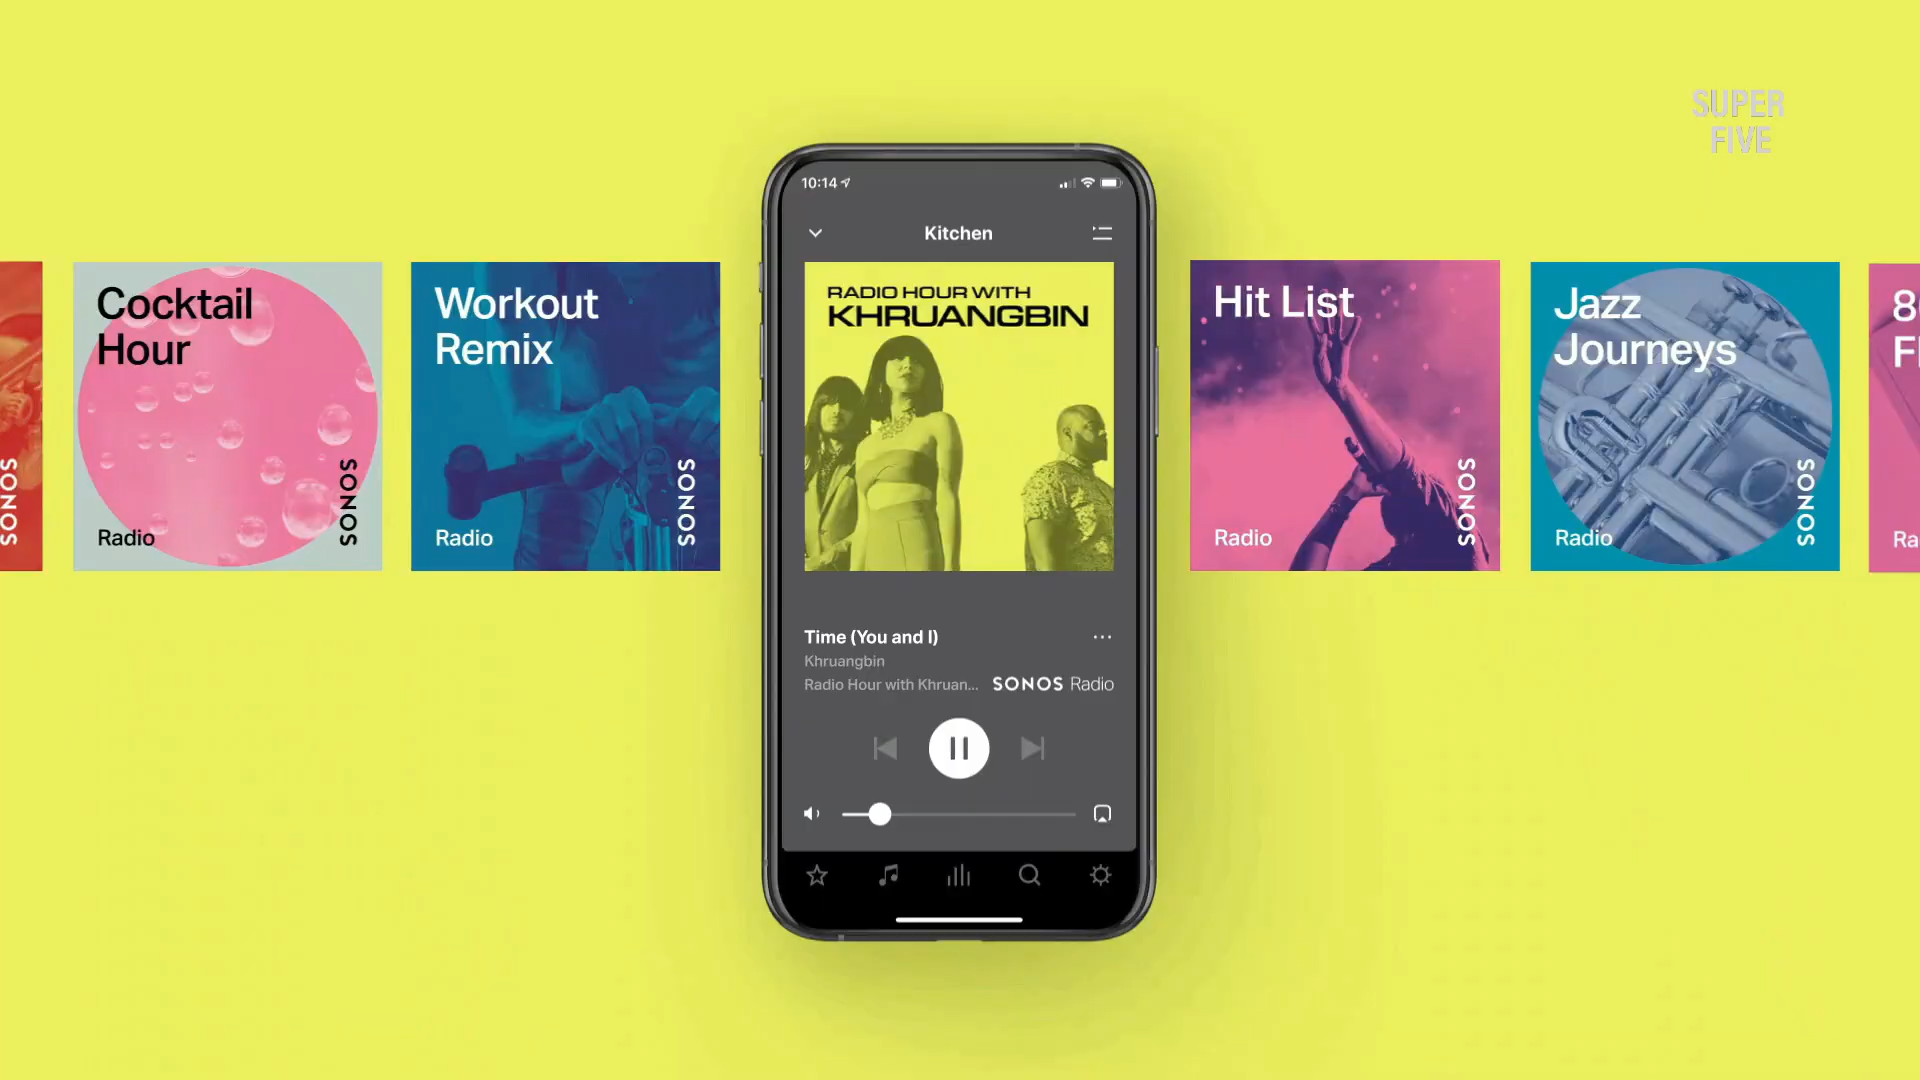 SUPER
FIVE
SONOS
Cocktail
Hour
Radio
SONOS
Workout
Remix
Radio
SONOS
10:14
Kitchen
RADIO HOUR WITH
KHRUANGBIN
Time (You and I)
Khruangbin
Radio Hour with Khruan...
SONOS Radio
Hit List
Radio
SONOS
Jazz
Journeys
Radio
SONOS